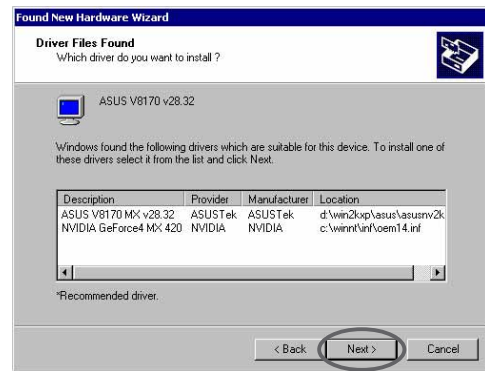 Found New Hardware Wizard
Driver Files Found
Which driver do you want to install ?
ASUS V8170 v28.32
Windows found the following drivers which are suitable for this device. To install one of
these drivers select it from the list and click Next.
Description Provider Manufacturer Location
ASUS V8170 MX v28.32 ASUSTek ASUSTek d:\win2kxp\asus\asusnv2k
NVIDIA GeForce4 MX 420 NVIDIA NVIDIA c:\winnt\inf\oem14.inf
*Recommended driver.
< Back Next > Cancel